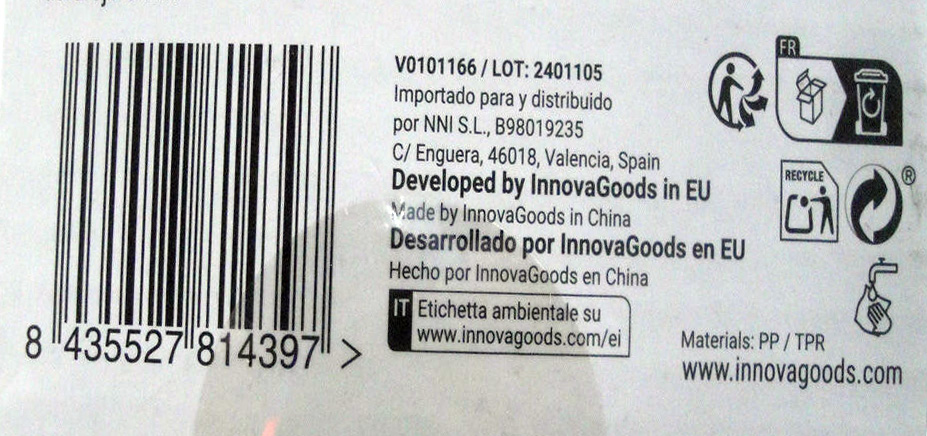 V0101166 / LOT: 2401105
Importado para y distribuido
por NNI S.L., B98019235
C/ Enguera, 46018, Valencia, Spain
Developed by InnovaGoods in EU
Made by InnovaGoods in China
Desarrollado por InnovaGoods en EU
Hecho por InnovaGoods en China
IT Etichetta ambientale su
www.innovagoods.com/ei
8 435527 814397 >
FR
RECYCLE
®
Materials: PP / TPR
www.innovagoods.com